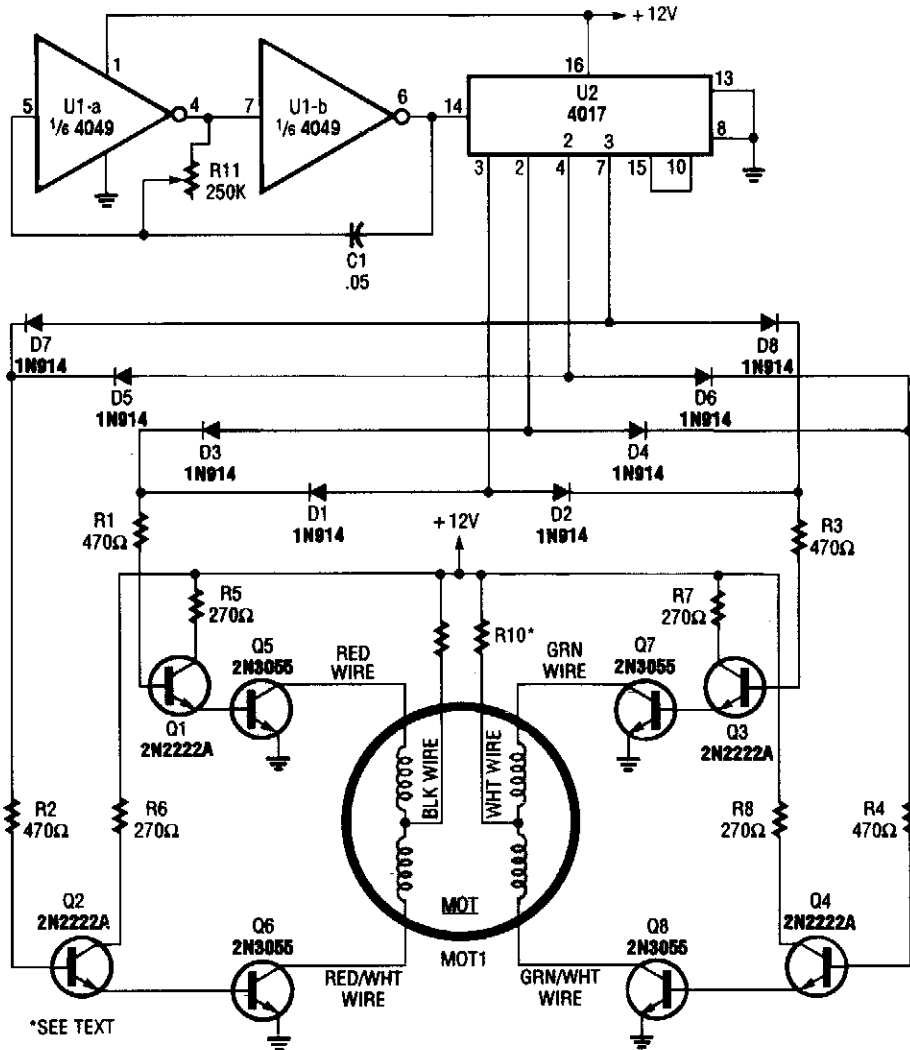 +12V
1
16
13
U1-a
1/6 4049
5
4
7
U1-b
1/6 4049
6
14
U2
4017
8
2
3
3
2
4
7
15
10
R11
250K
C1
.05
D7
1N914
D8
1N914
D5
1N914
D6
1N914
D3
1N914
D4
1N914
D1
1N914
D2
1N914
R1
470Ω
+12V
R3
470Ω
R5
270Ω
R10*
R7
270Ω
Q5
2N3055
RED
WIRE
GRN
WIRE
Q7
2N3055
Q1
2N2222A
Q3
2N2222A
BLK WIRE
WHT WIRE
R2
470Ω
R6
270Ω
R8
270Ω
R4
470Ω
Q2
2N2222A
Q6
2N3055
MOT
MOT1
Q8
2N3055
Q4
2N2222A
RED/WHT
WIRE
GRN/WHT
WIRE
*SEE TEXT